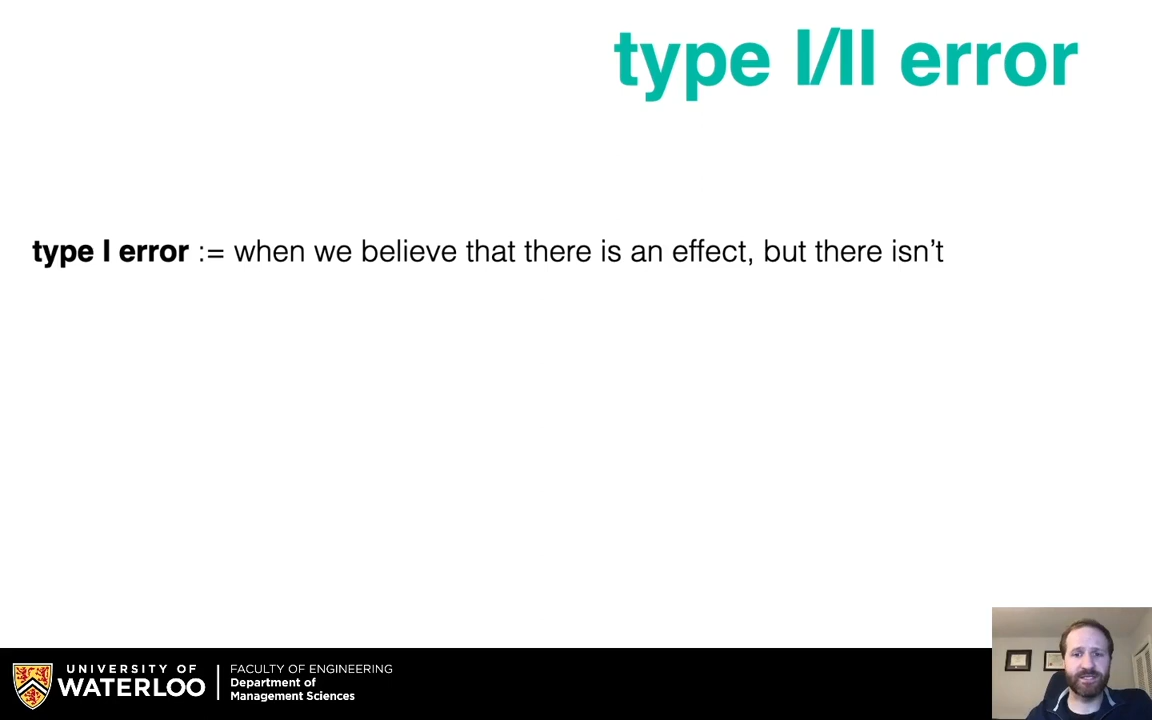 type I/II error
type I error := when we believe that there is an effect, but there isn’t
UNIVERSITY OF
WATERLOO
FACULTY OF ENGINEERING
Department of
Management Sciences